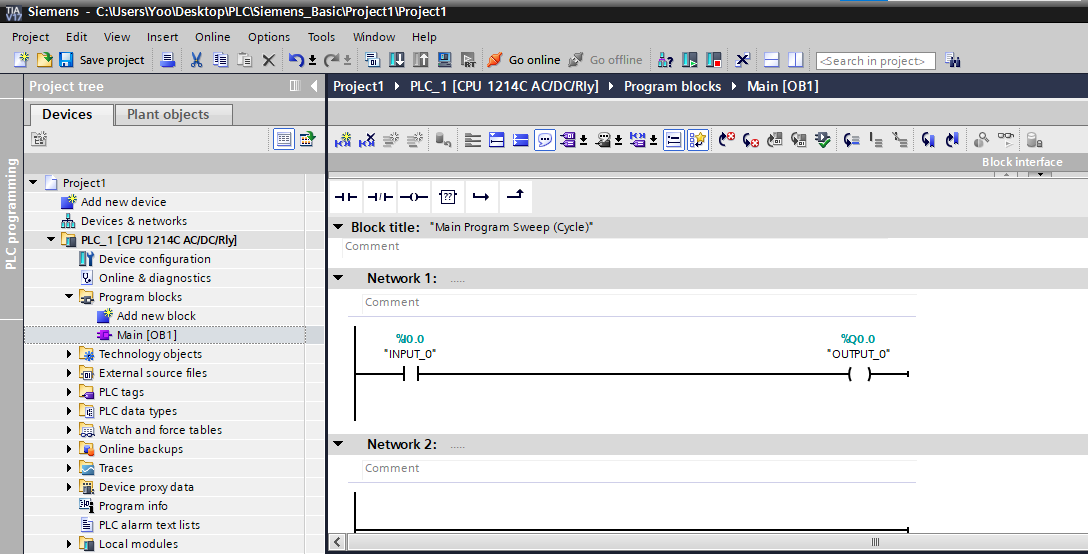 TIA V17 Siemens - C:\Users\Yoo\Desktop\PLC\Siemens_Basic\Project1\Project1
Project Edit View Insert Online Options Tools Window Help
Save project Go online Go offline <Search in project>
Project tree
Project1 PLC_1 [CPU 1214C AC/DC/Rly] Program blocks Main [OB1]
Devices Plant objects
Block interface
PLC programming
Project1
Add new device
Devices & networks
PLC_1 [CPU 1214C AC/DC/Rly]
Device configuration
Online & diagnostics
Program blocks
Add new block
Main [OB1]
Technology objects
External source files
PLC tags
PLC data types
Watch and force tables
Online backups
Traces
Device proxy data
Program info
PLC alarm text lists
Local modules
??
Block title: "Main Program Sweep (Cycle)"
Comment
Network 1: .....
Comment
%I0.0 %Q0.0
"INPUT_0" "OUTPUT_0"
Network 2: .....
Comment